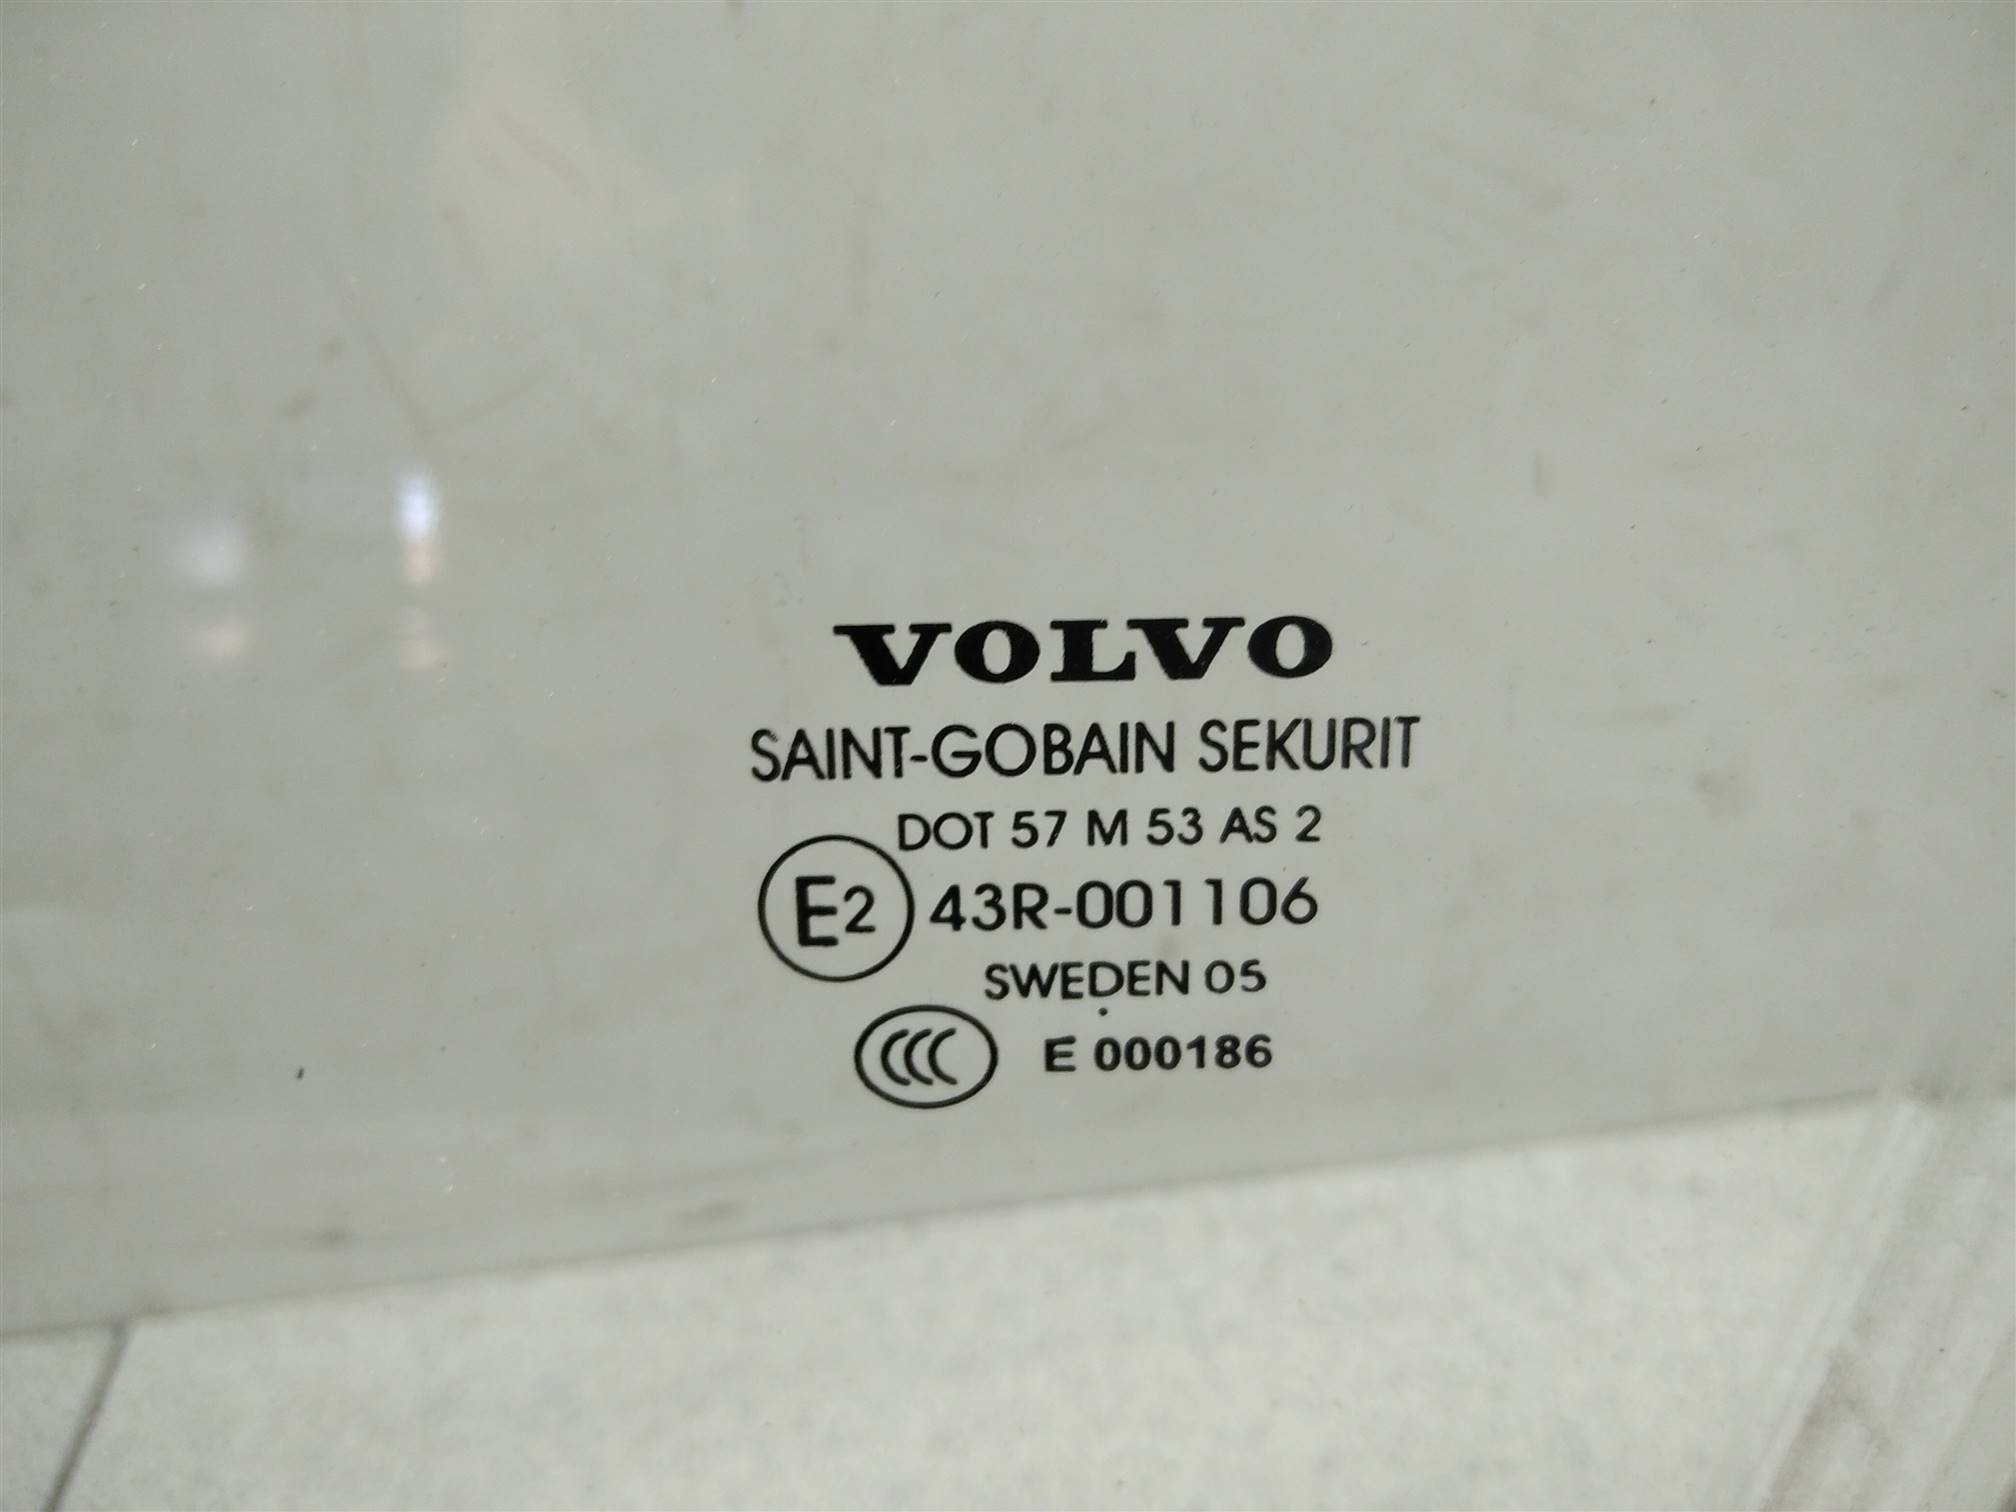 VOLVO
SAINT-GOBAIN SEKURIT
DOT 57 M 53 AS 2
E2 43R-001106
SWEDEN 05
CCC E 000186